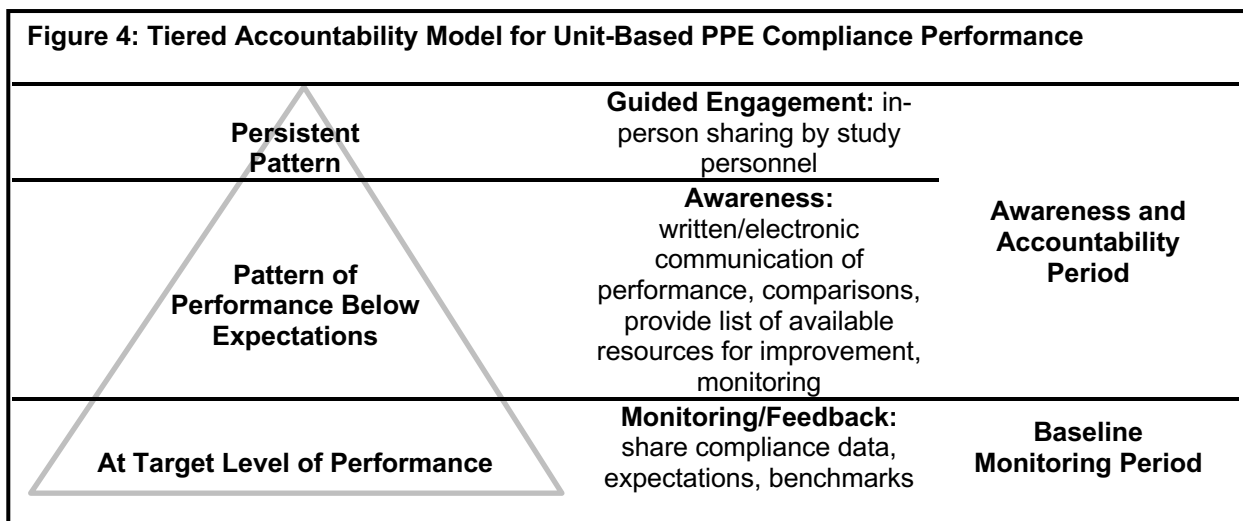 Figure 4: Tiered Accountability Model for Unit-Based PPE Compliance Performance
Persistent
Pattern
Guided Engagement: in-
person sharing by study
personnel
Pattern of
Performance Below
Expectations
Awareness:
written/electronic
communication of
performance, comparisons,
provide list of available
resources for improvement,
monitoring
Awareness and
Accountability
Period
At Target Level of Performance
Monitoring/Feedback:
share compliance data,
expectations, benchmarks
Baseline
Monitoring Period